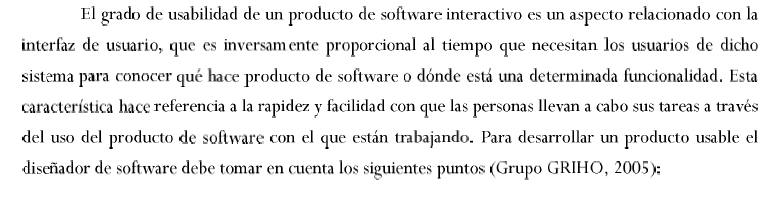 El grado de usabilidad de un producto de software interactivo es un aspecto relacionado con la
interfaz de usuario, que es inversamente proporcional al tiempo que necesitan los usuarios de dicho
sistema para conocer qué hace producto de software o dónde está una determinada funcionalidad. Esta
característica hace referencia a la rapidez y facilidad con que las personas llevan a cabo sus tareas a través
del uso del producto de software con el que están trabajando. Para desarrollar un producto usable el
diseñador de software debe tomar en cuenta los siguientes puntos (Grupo GRIHO, 2005):